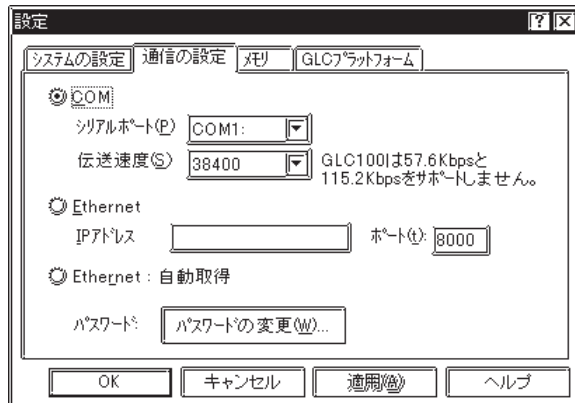 設定
システムの設定 通信の設定 メモリ GLCプラットフォーム
COM
シリアルポート(P) COM1:
伝送速度(S) 38400 GLC100は57.6Kbpsと
115.2Kbpsをサポートしません。
Ethernet
IPアドレス ポート(t): 8000
Ethernet : 自動取得
パスワード: パスワードの変更(W)...
OK キャンセル 適用(A) ヘルプ